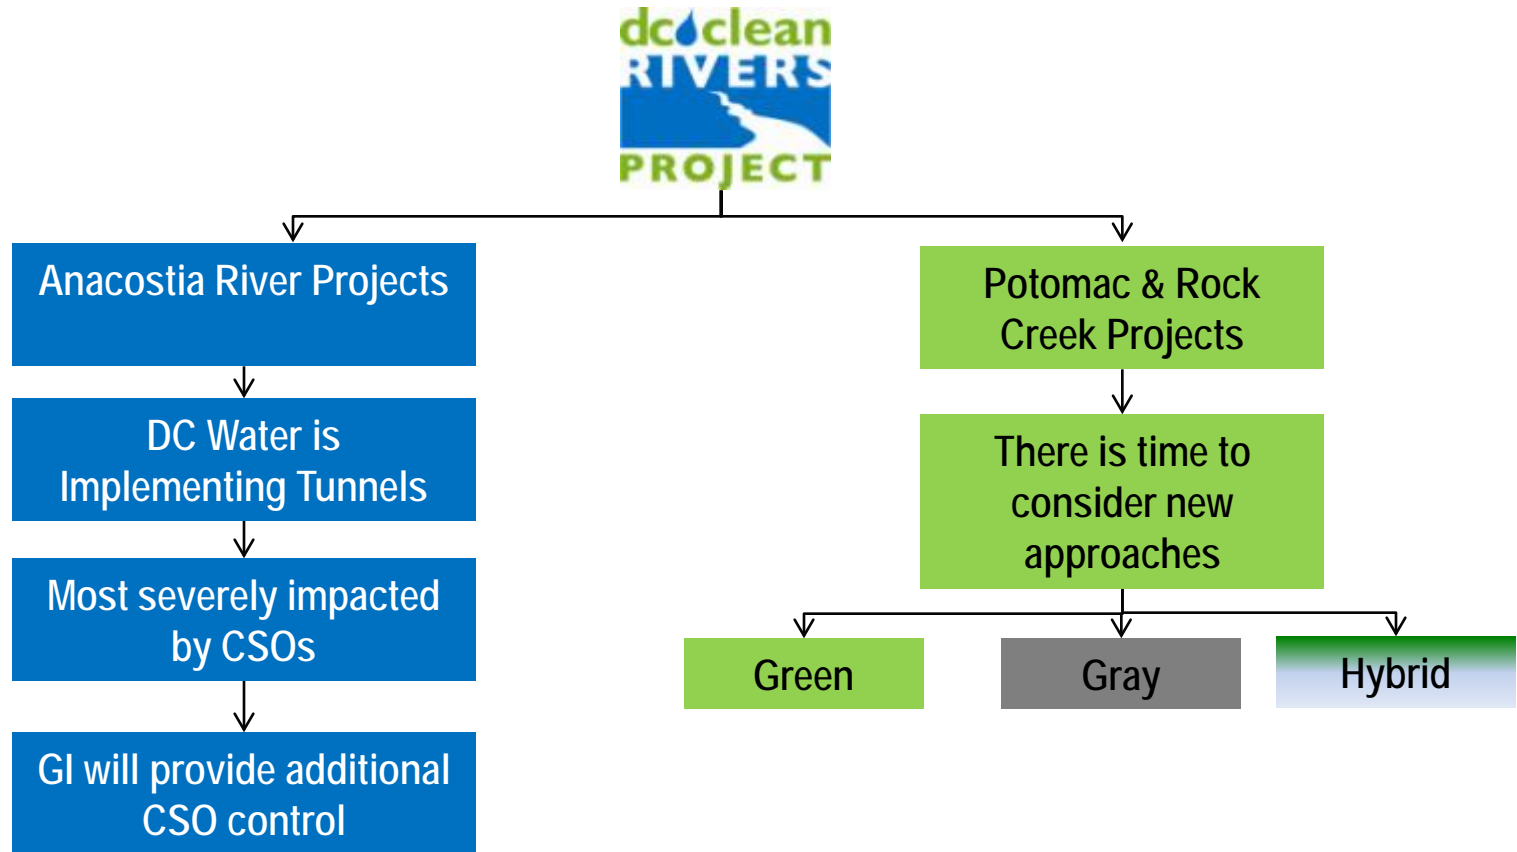 dc clean
RIVERS
PROJECT
Anacostia River Projects
DC Water is
Implementing Tunnels
Most severely impacted
by CSOs
GI will provide additional
CSO control
Potomac & Rock
Creek Projects
There is time to
consider new
approaches
Green
Gray
Hybrid